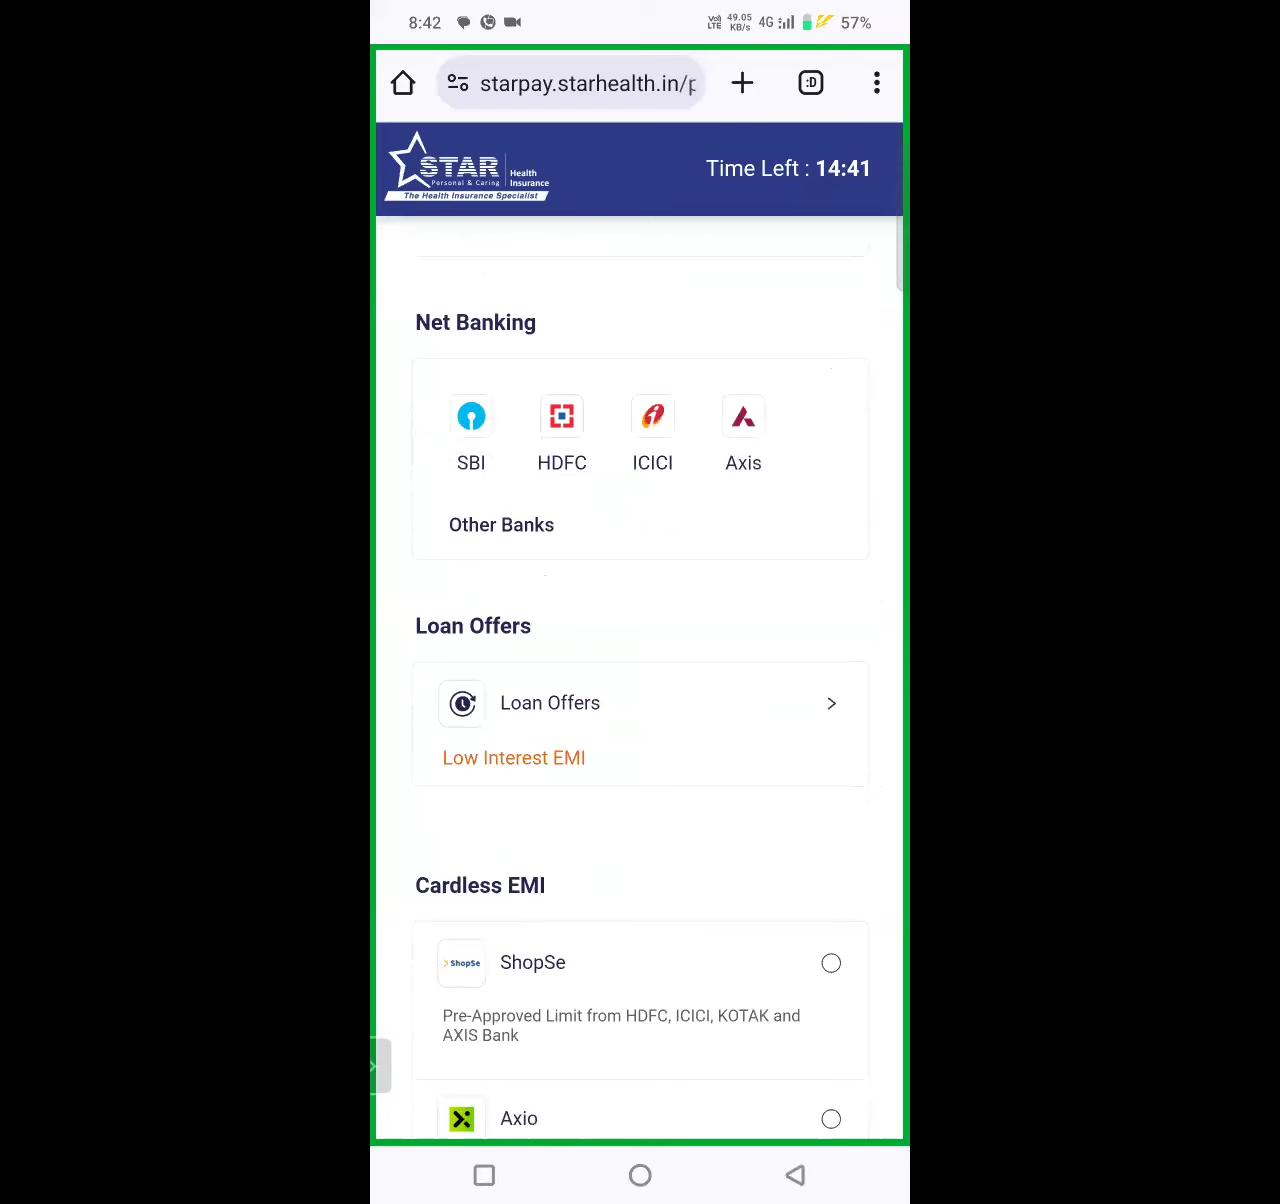 8:42 Vo) LTE 49.05 KB/s 4G 57%
starpay.starhealth.in/p
:D
STAR Health Insurance
Personal & Caring
The Health Insurance Specialist
Time Left : 14:41
Net Banking
SBI HDFC ICICI Axis
Other Banks
Loan Offers
Loan Offers
Low Interest EMI
Cardless EMI
ShopSe ShopSe
Pre-Approved Limit from HDFC, ICICI, KOTAK and
AXIS Bank
Axio